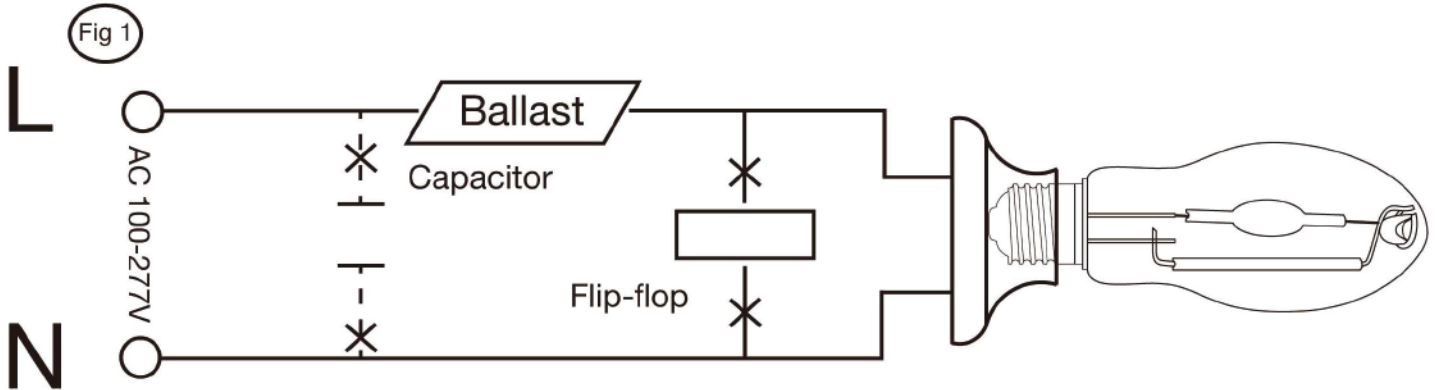 Fig 1
L
Ballast
Capacitor
AC 100-277V
Flip-flop
N